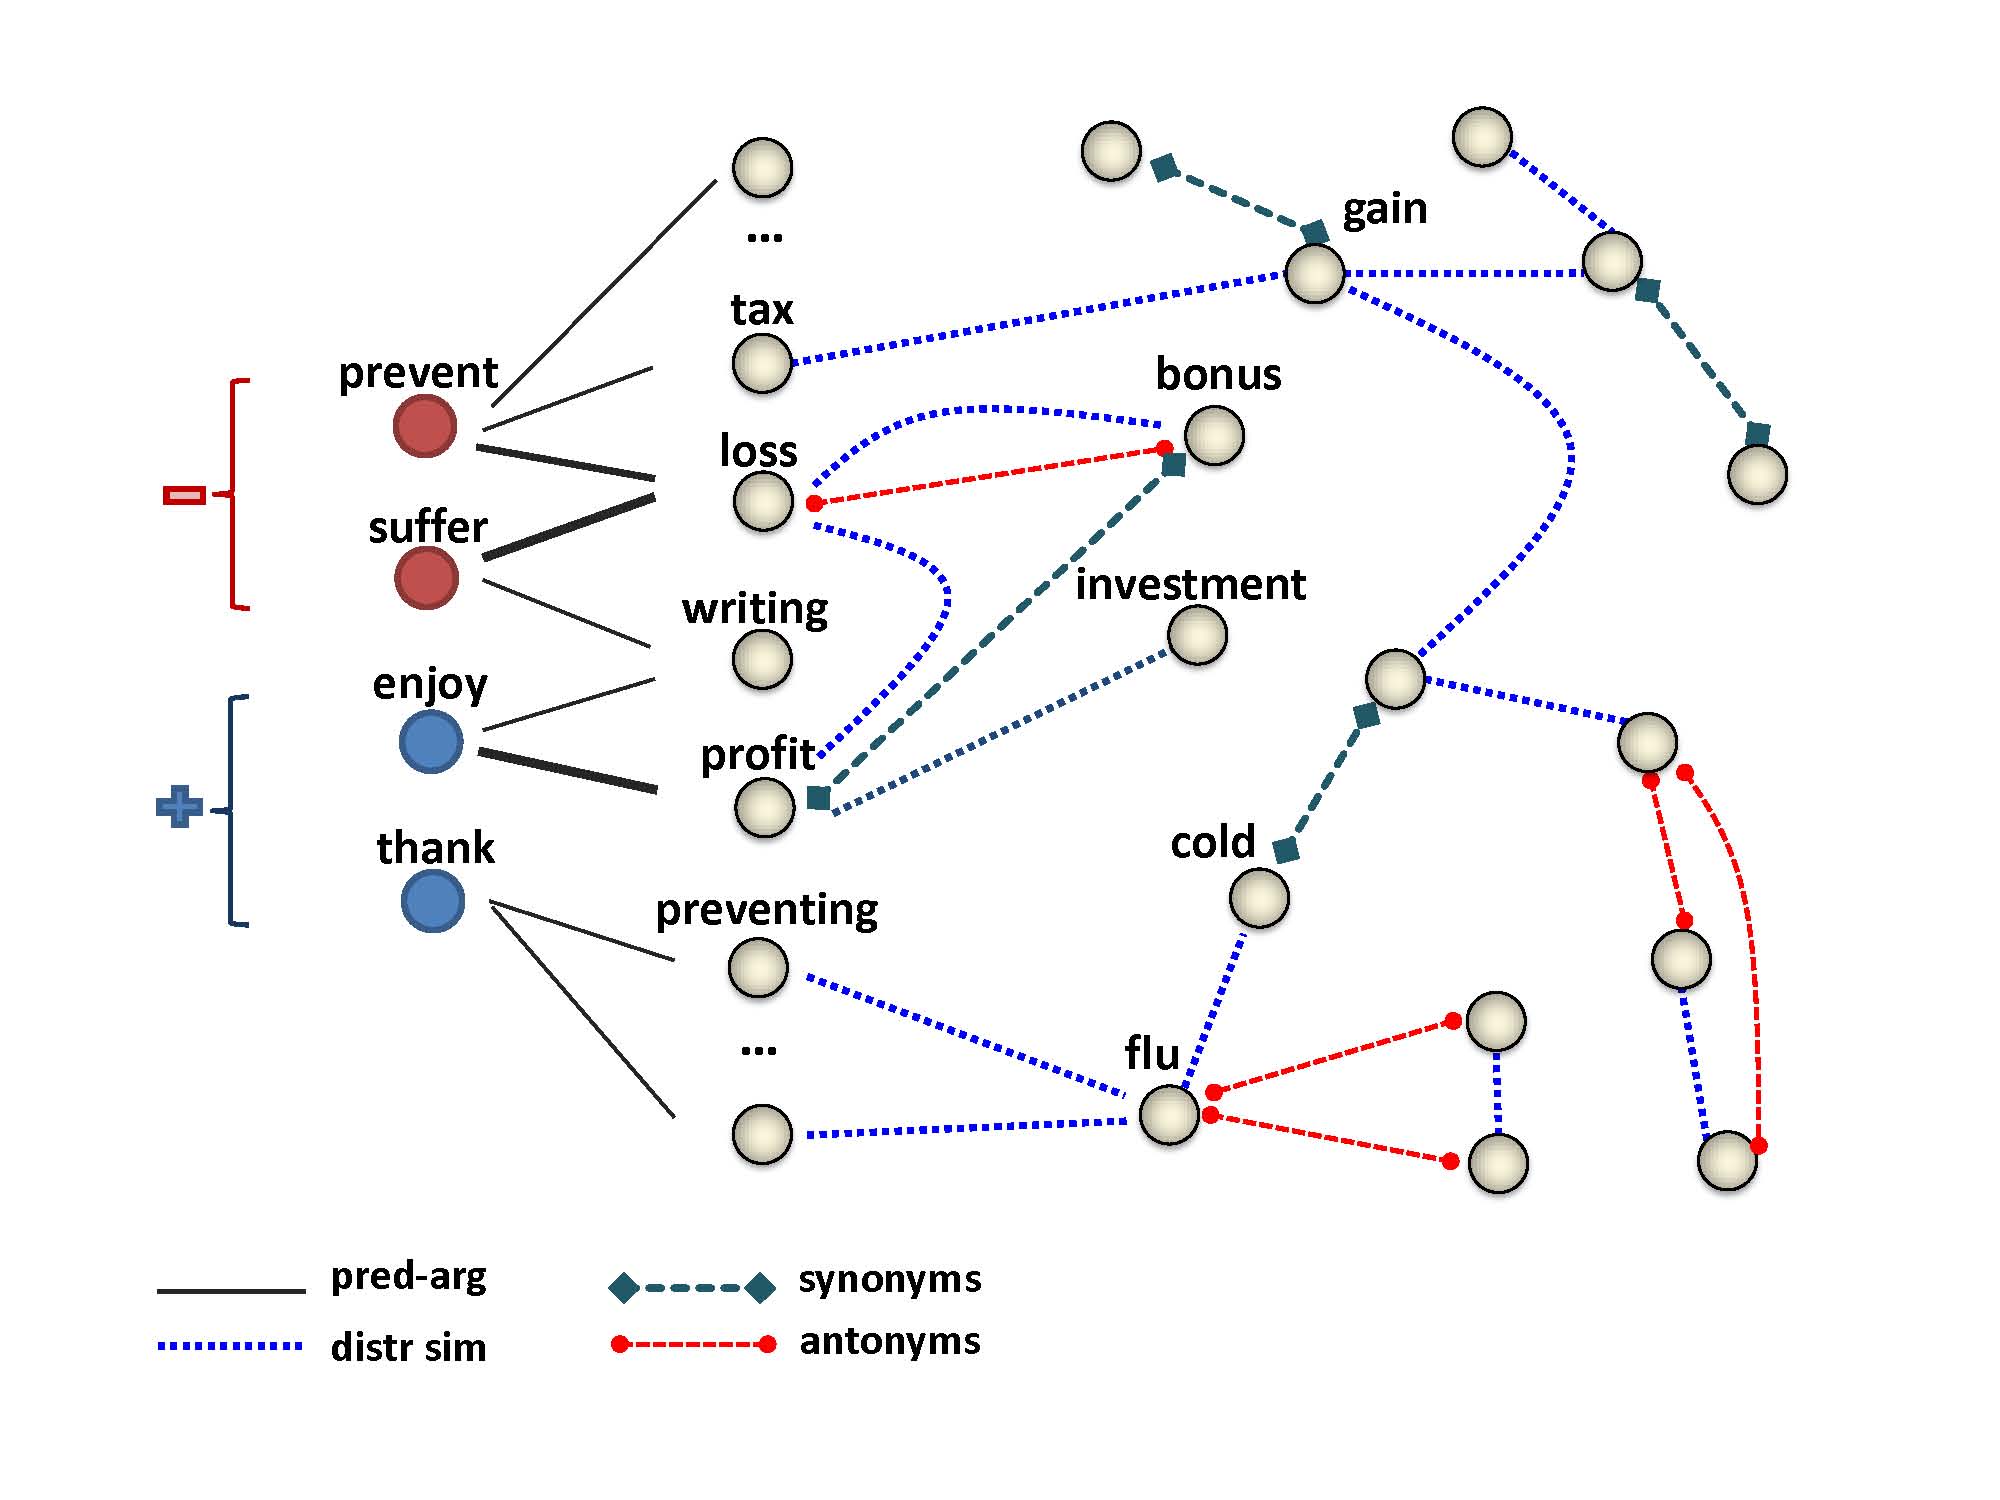 gain
tax
prevent
bonus
loss
suffer
investment
writing
enjoy
profit
thank
cold
preventing
flu
...
...
pred-arg
synonyms
distr sim
antonyms